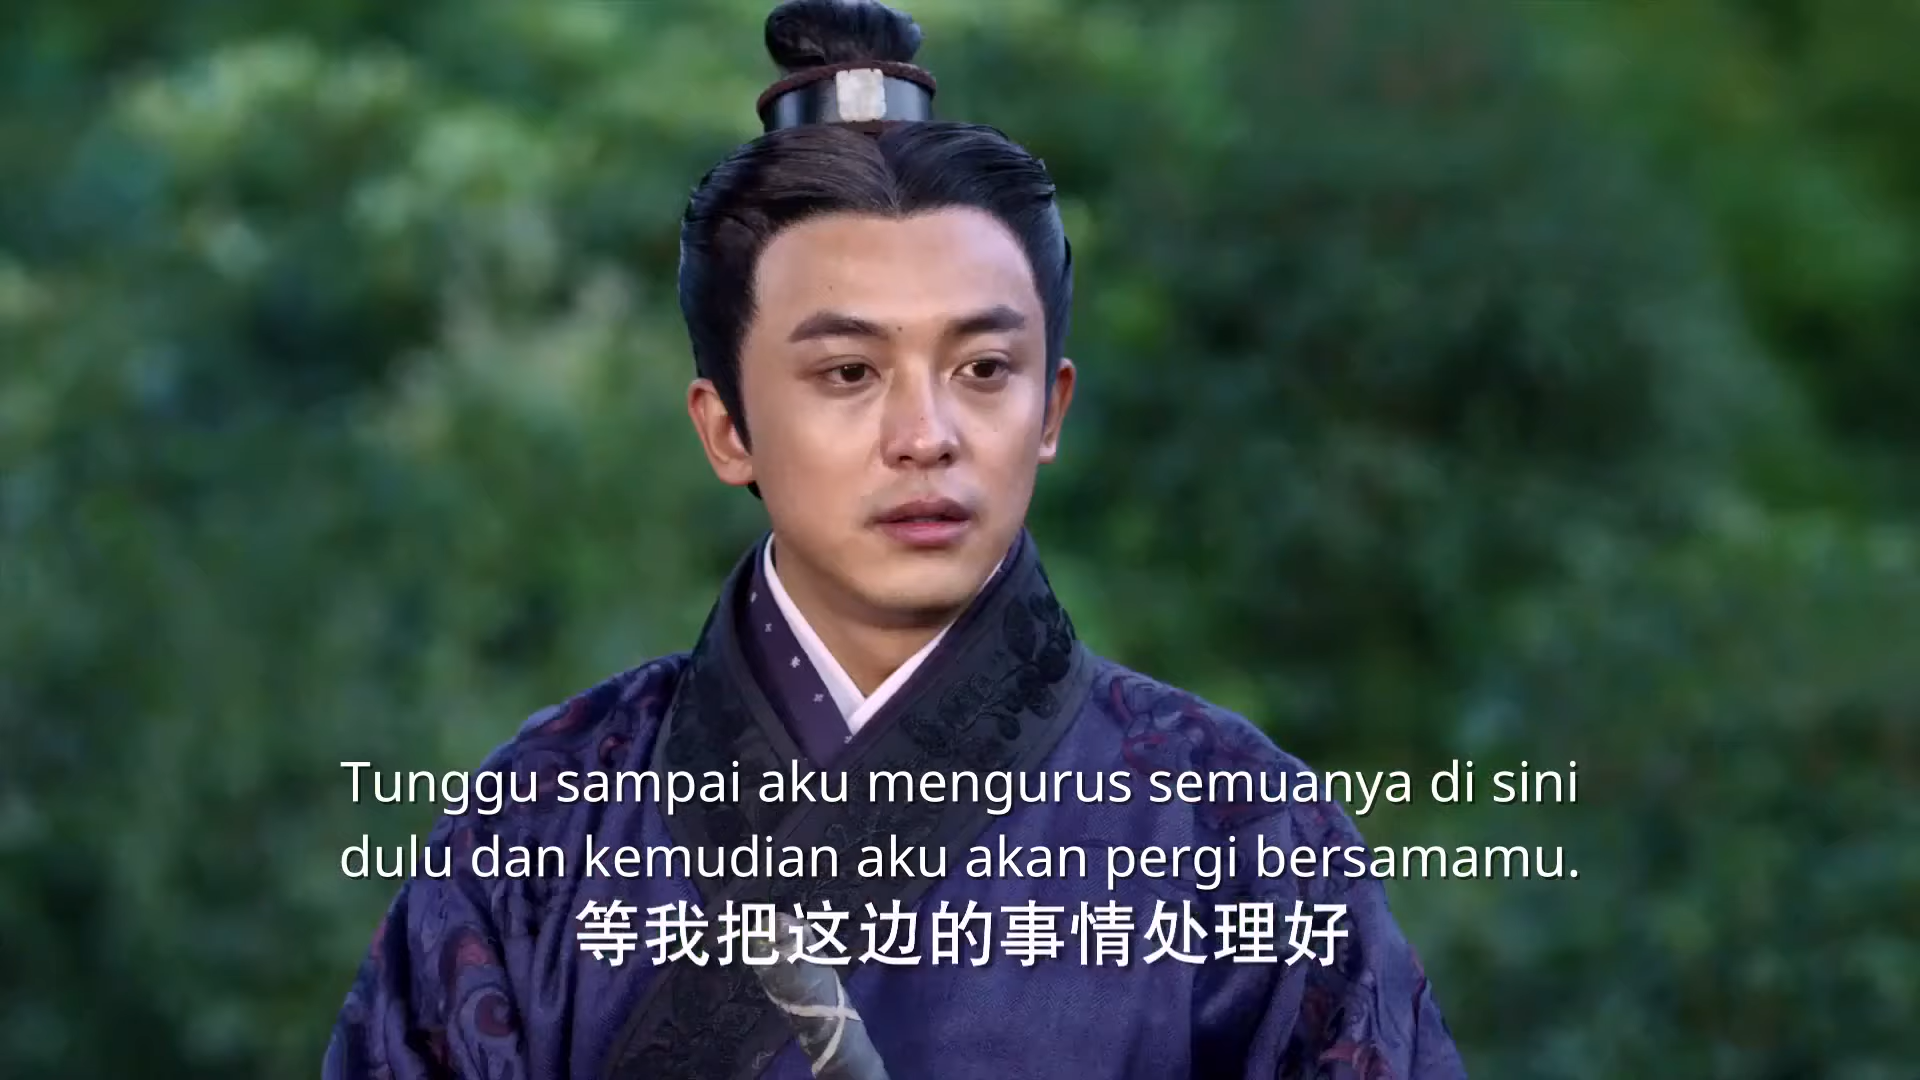 Tunggu sampai aku mengurus semuanya di sini
dulu dan kemudian aku akan pergi bersamamu.
等我把这边的事情处理好